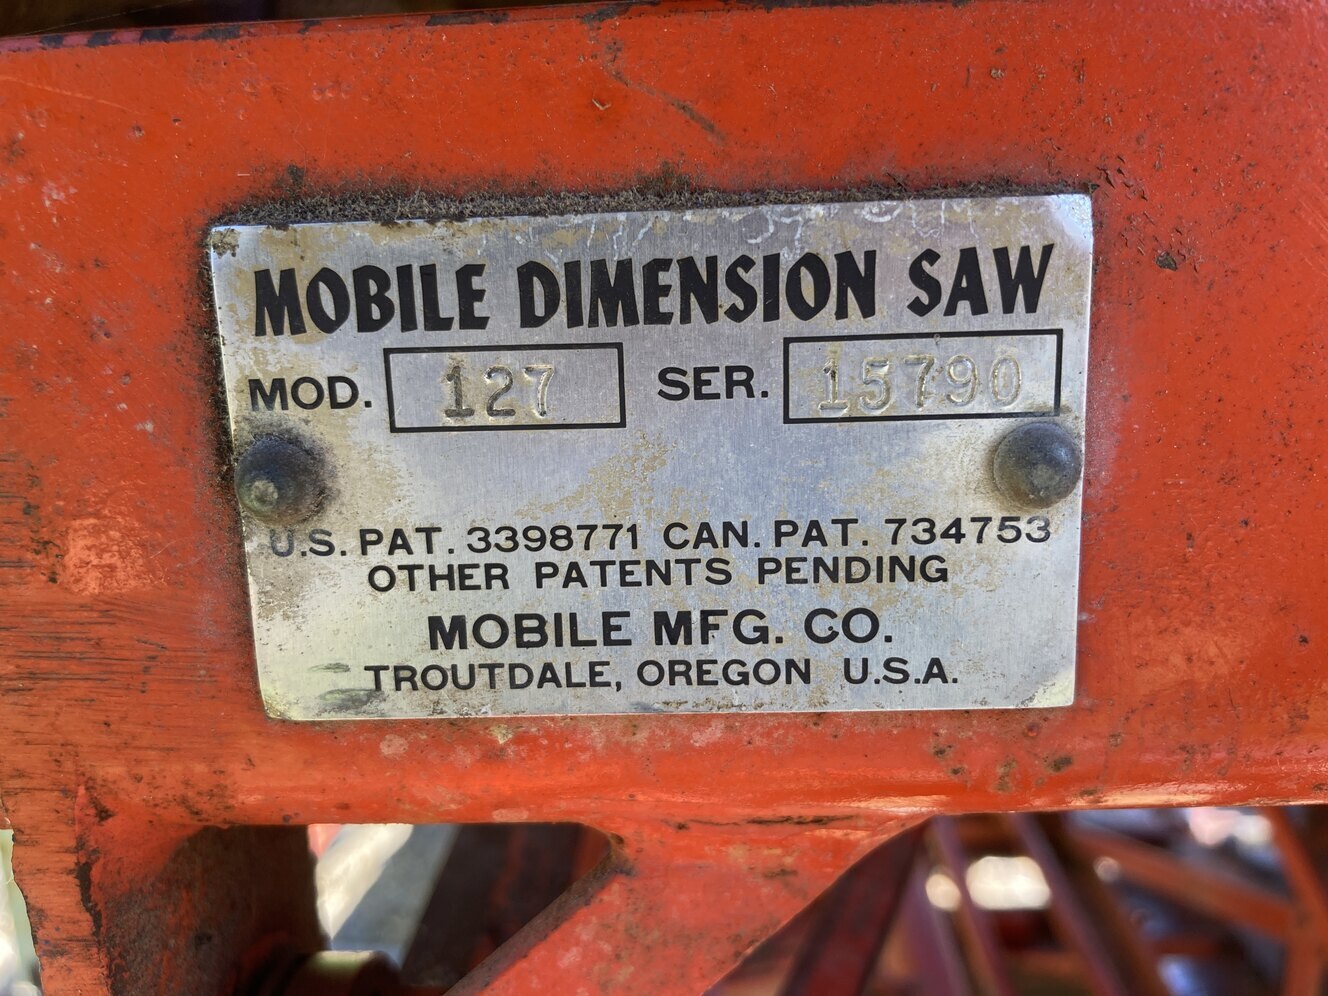 MOBILE DIMENSION SAW
MOD. 127 SER. 15790
U.S. PAT. 3398771 CAN. PAT. 734753
OTHER PATENTS PENDING
MOBILE MFG. CO.
TROUTDALE, OREGON U.S.A.